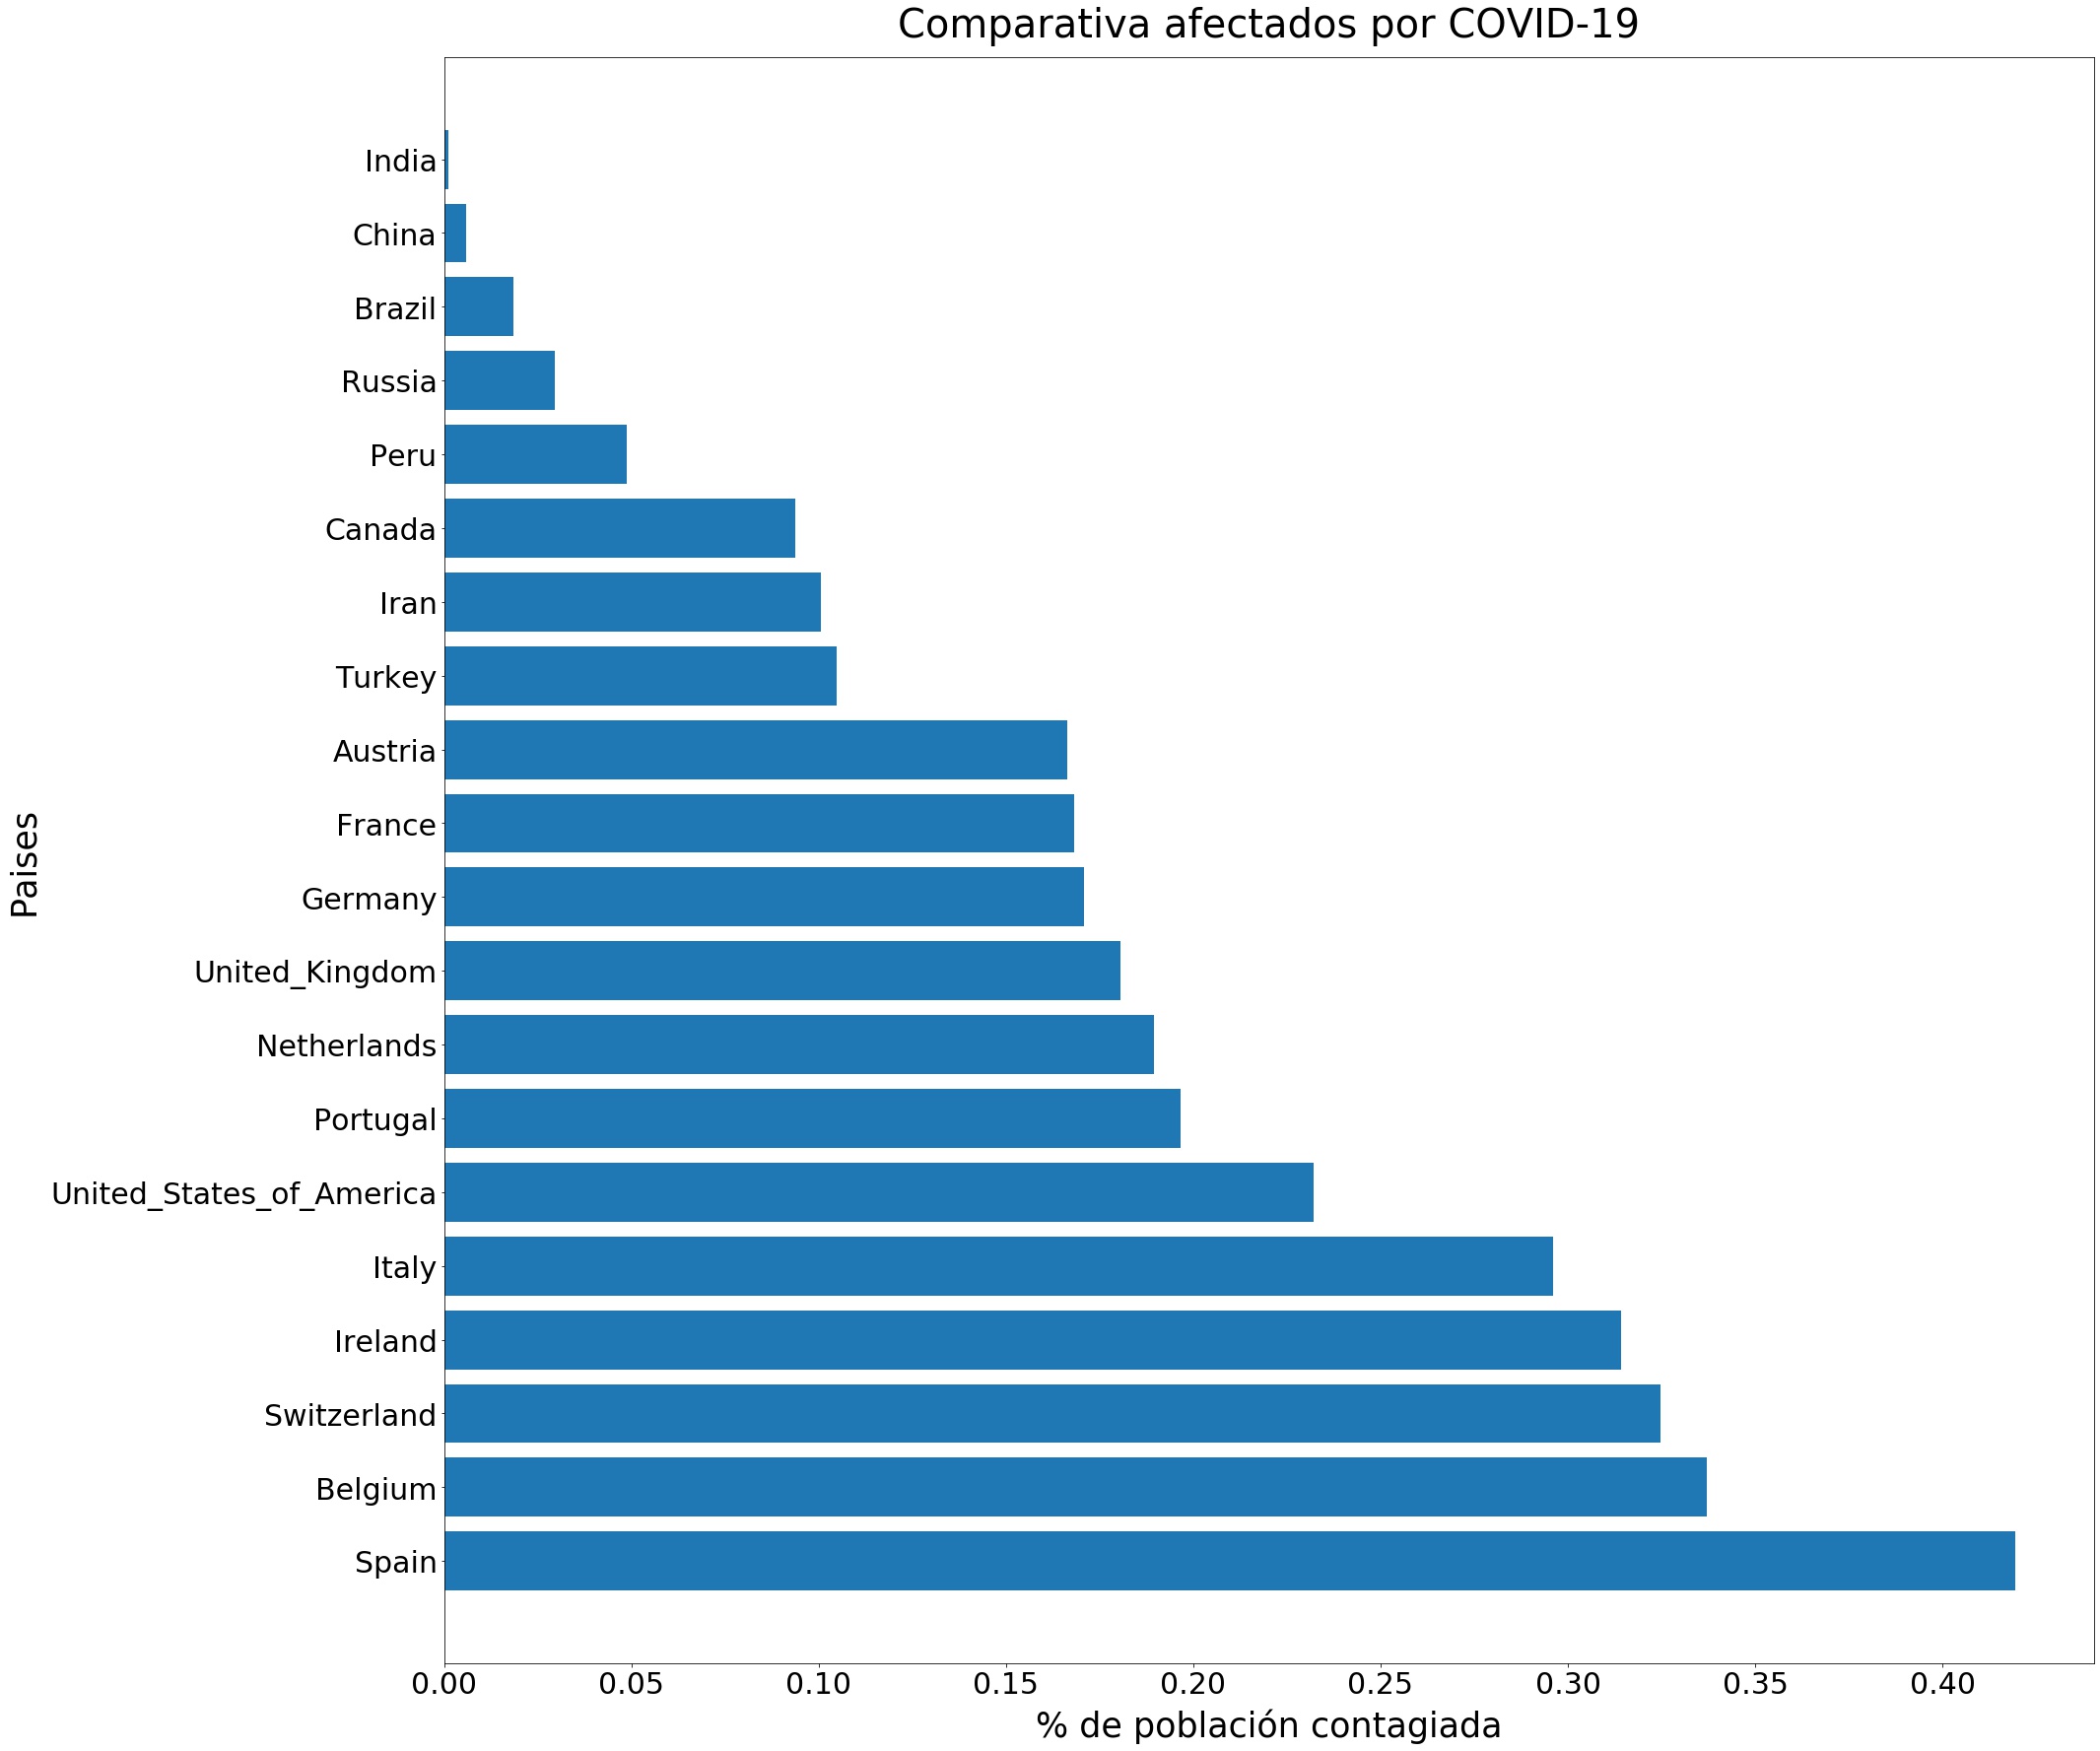 Comparativa afectados por COVID-19
India
China
Brazil
Russia
Peru
Canada
Iran
Turkey
Austria
France
Germany
United_Kingdom
Netherlands
Portugal
United_States_of_America
Italy
Ireland
Switzerland
Belgium
Spain
Paises
0.00 0.05 0.10 0.15 0.20 0.25 0.30 0.35 0.40
% de población contagiada